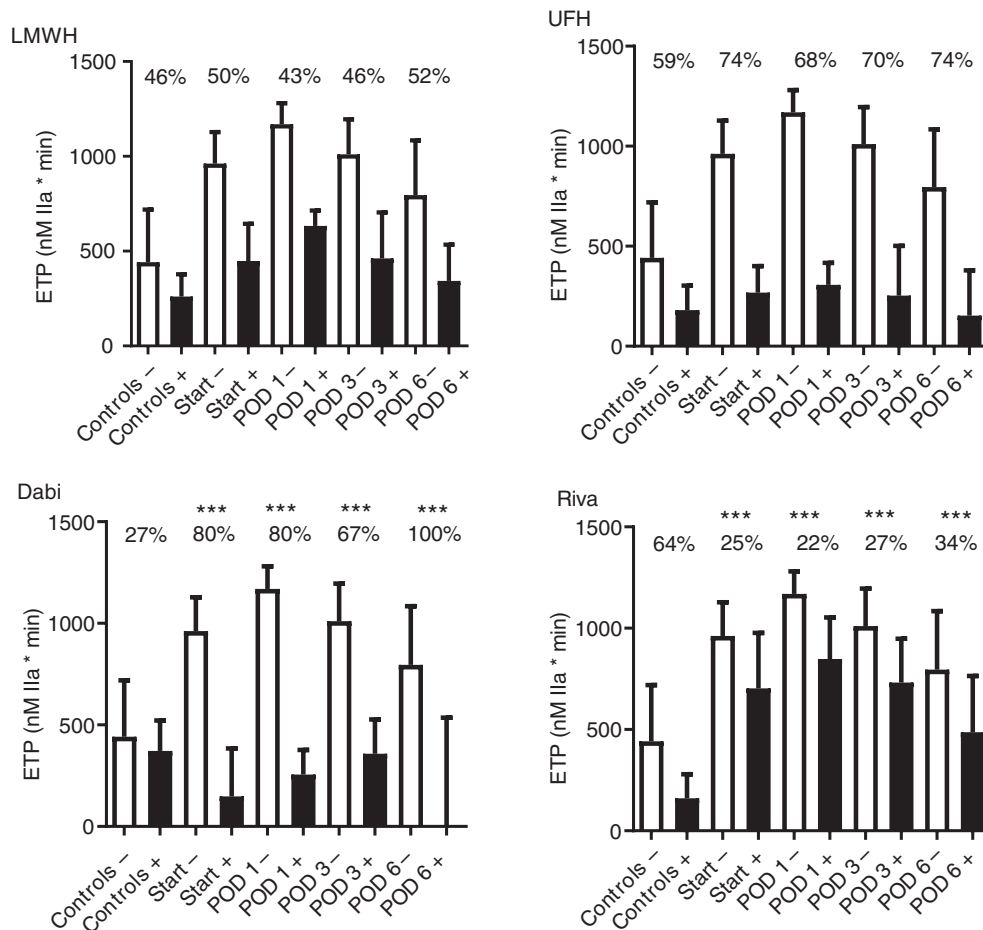 LMWH
46% 50% 43% 46% 52%
1500
1000
500
0
ETP (nM IIa * min)
Controls –
Controls +
Start –
Start +
POD 1 –
POD 1 +
POD 3 –
POD 3 +
POD 6 –
POD 6 +
UFH
59% 74% 68% 70% 74%
1500
1000
500
0
ETP (nM IIa * min)
Controls –
Controls +
Start –
Start +
POD 1 –
POD 1 +
POD 3 –
POD 3 +
POD 6 –
POD 6 +
Dabi
*** *** *** ***
27% 80% 80% 67% 100%
1500
1000
500
0
ETP (nM IIa * min)
Controls –
Controls +
Start –
Start +
POD 1 –
POD 1 +
POD 3 –
POD 3 +
POD 6 –
POD 6 +
Riva
*** *** *** ***
64% 25% 22% 27% 34%
1500
1000
500
0
ETP (nM IIa * min)
Controls –
Controls +
Start –
Start +
POD 1 –
POD 1 +
POD 3 –
POD 3 +
POD 6 –
POD 6 +